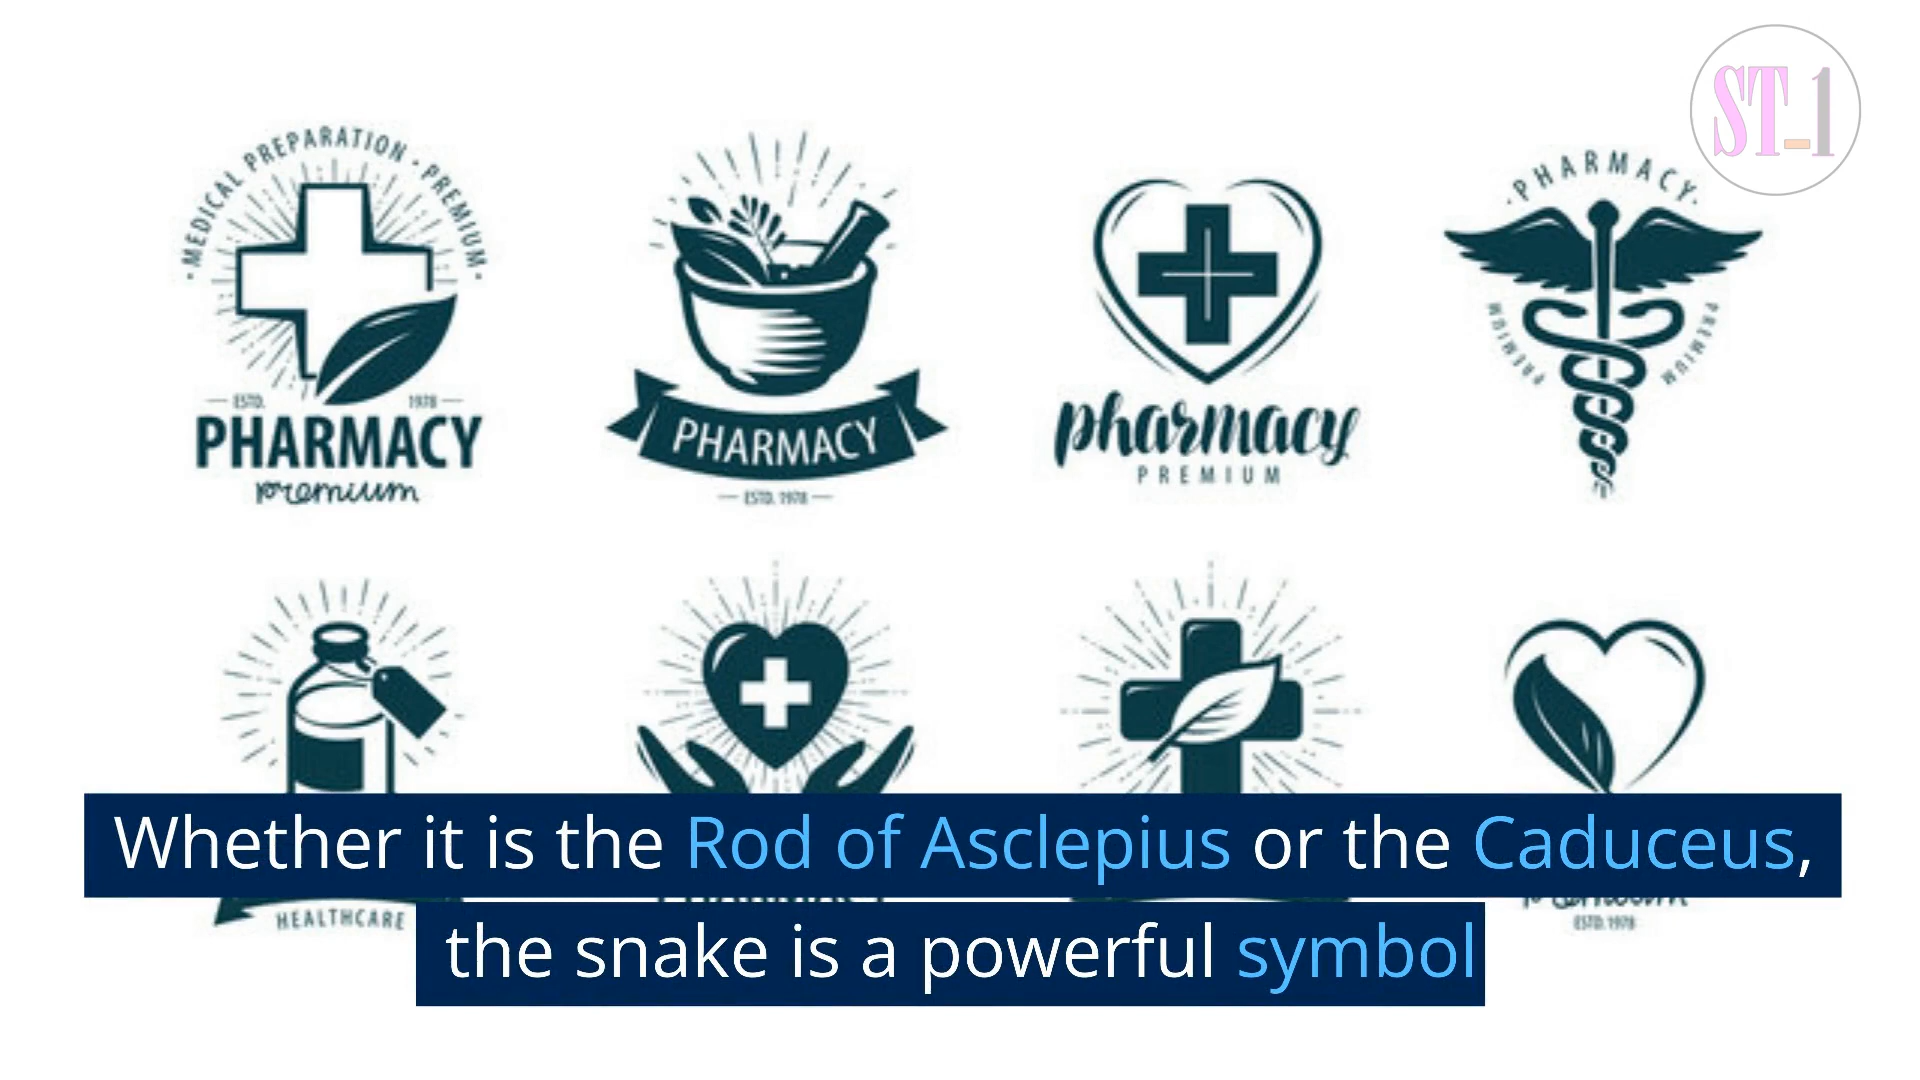 ST-1
MEDICAL PREPARATION · PREMIUM
ESTD. 1978
PHARMACY
premium
PHARMACY
ESTD. 1978
pharmacy
PREMIUM
· PHARMACY ·
PREMIUM PREMIUM
Whether it is the Rod of Asclepius or the Caduceus,
the snake is a powerful symbol
HEALTHCARE
ESTD. 1978